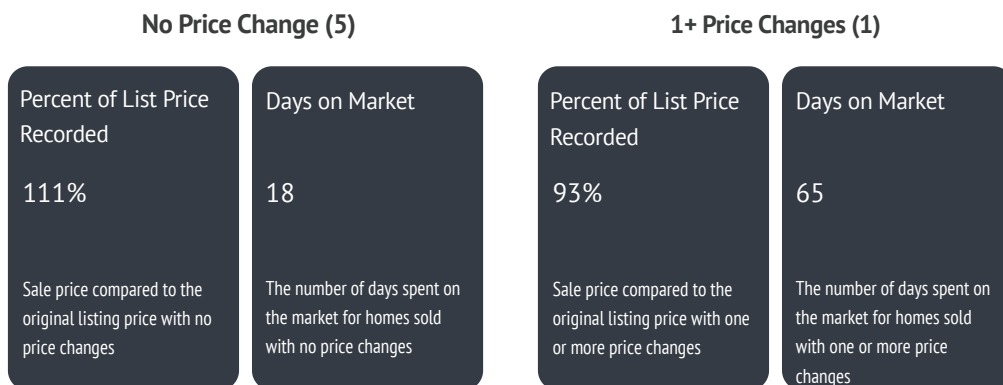 No Price Change (5)
Percent of List Price
Recorded
111%
Sale price compared to the
original listing price with no
price changes
Days on Market
18
The number of days spent on
the market for homes sold
with no price changes
1+ Price Changes (1)
Percent of List Price
Recorded
93%
Sale price compared to the
original listing price with one
or more price changes
Days on Market
65
The number of days spent on
the market for homes sold
with one or more price
changes